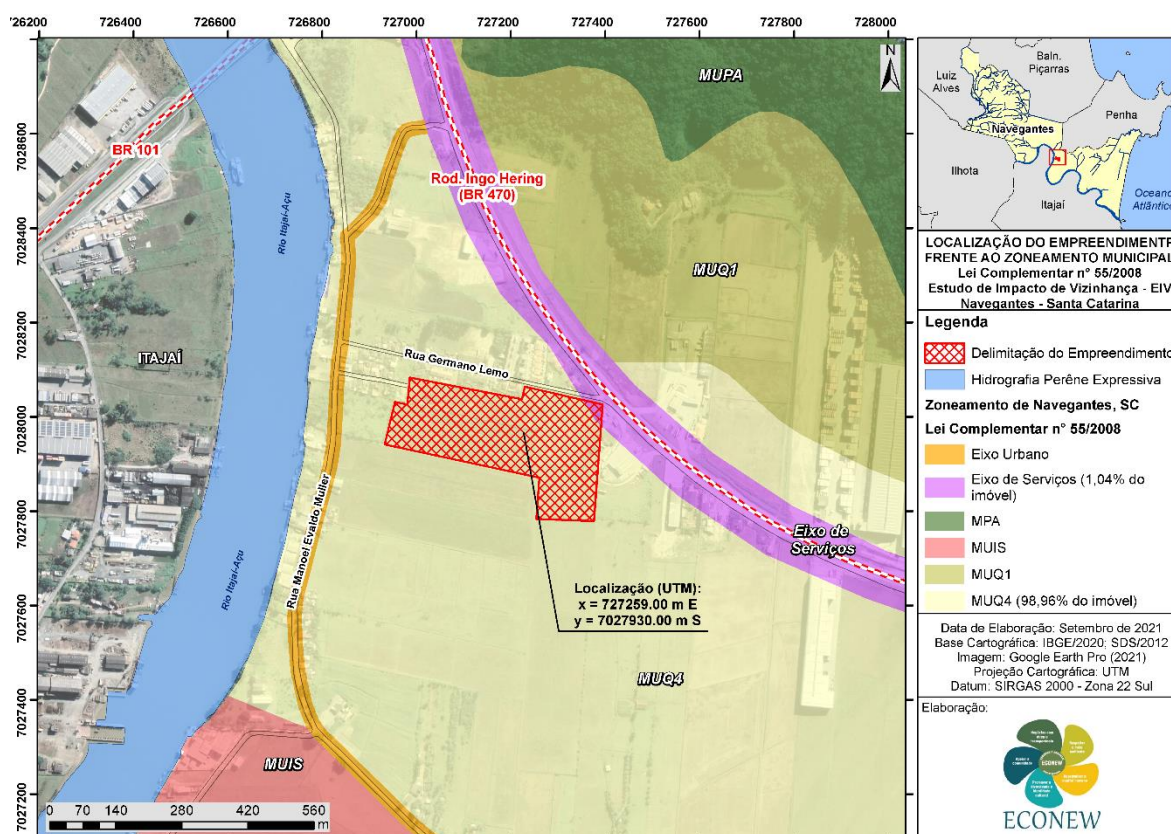 '26200 726400 726600 726800 727000 727200 727400 727600 727800 728000
7028600
7028400
7028200
7028000
7027800
7027600
7027400
7027200
N
MUPA
BR 101
Rod. Ingo Hering
(BR 470)
Rio Itajaí-Açu
MUQ1
ITAJAÍ
Rua Germano Lemo
Rua Manoel Evaldo Muller
Rio Itajaí-Açu
Eixo de
Serviços
Localização (UTM):
x = 727259.00 m E
y = 7027930.00 m S
MUQ4
MUIS
0 70 140 280 420 560
m
Baln.
Piçarras
Luiz
Alves
Penha
Navegantes
Ilhota
Itajaí
Oceano
Atlântico
LOCALIZAÇÃO DO EMPREENDIMENTO
FRENTE AO ZONEAMENTO MUNICIPAL
Lei Complementar n° 55/2008
Estudo de Impacto de Vizinhança - EIV
Navegantes - Santa Catarina
Legenda
Delimitação do Empreendimento
Hidrografia Perêne Expressiva
Zoneamento de Navegantes, SC
Lei Complementar n° 55/2008
Eixo Urbano
Eixo de Serviços (1,04% do
imóvel)
MPA
MUIS
MUQ1
MUQ4 (98,96% do imóvel)
Data de Elaboração: Setembro de 2021
Base Cartográfica: IBGE/2020; SDS/2012
Imagem: Google Earth Pro (2021)
Projeção Cartográfica: UTM
Datum: SIRGAS 2000 - Zona 22 Sul
Elaboração:
ECONEW
ECONEW